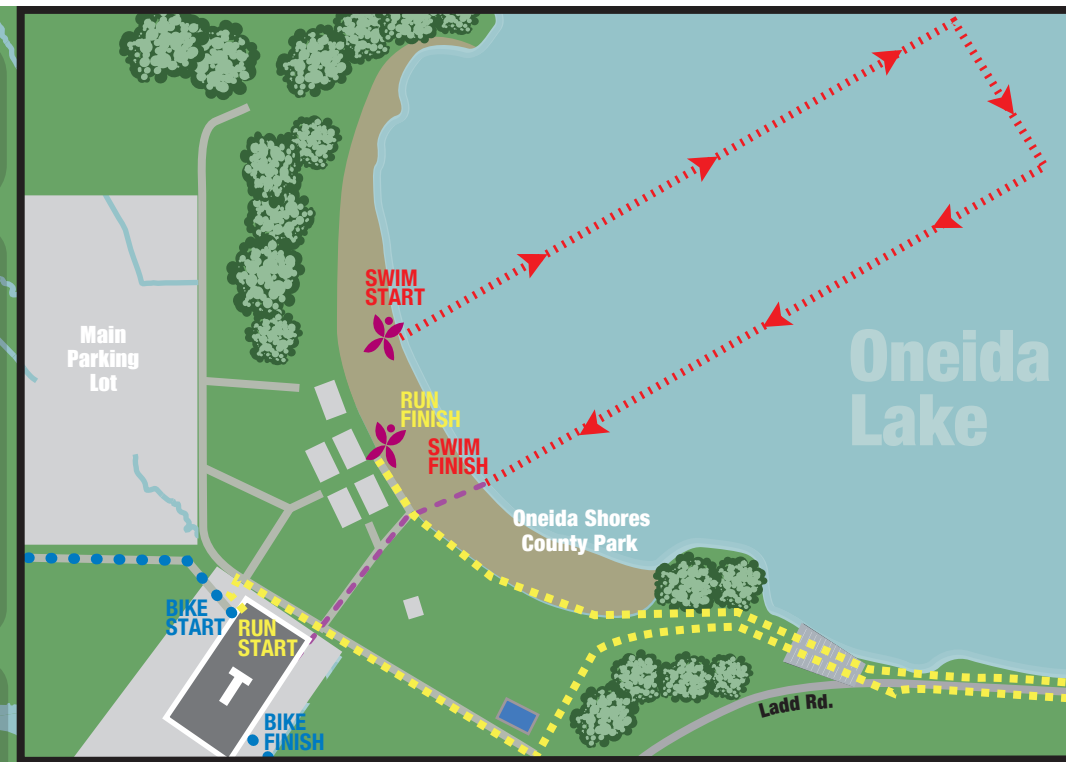 SWIM
START
Main
Parking
Lot
Oneida
Lake
RUN
FINISH
SWIM
FINISH
Oneida Shores
County Park
BIKE
START
RUN
START
T
Ladd Rd.
BIKE
FINISH